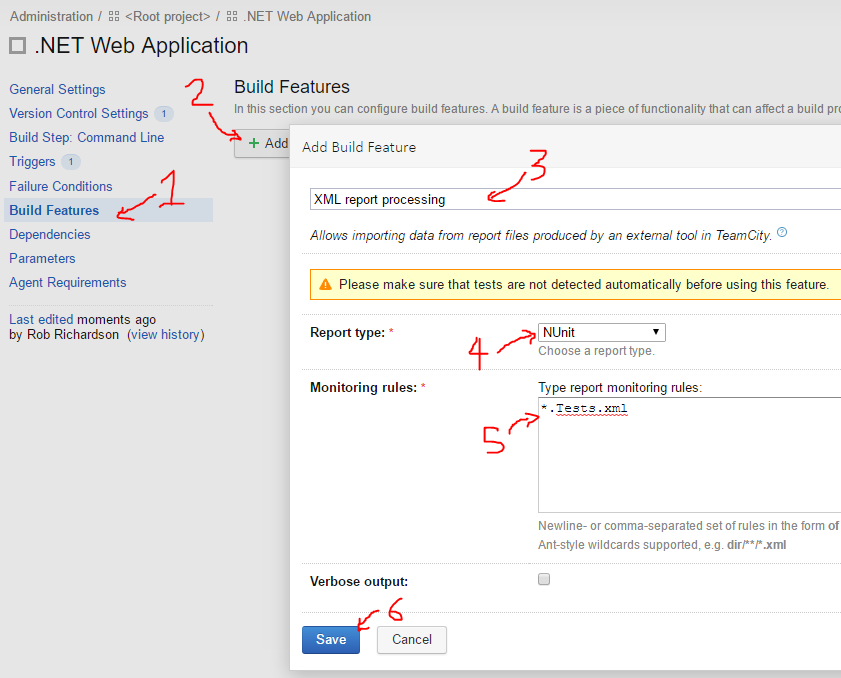 Administration / <Root project> / .NET Web Application
.NET Web Application
General Settings
Version Control Settings 1
Build Step: Command Line
Triggers 1
Failure Conditions
Build Features
Dependencies
Parameters
Agent Requirements
Last edited moments ago
by Rob Richardson (view history)
1
2
Build Features
In this section you can configure build features. A build feature is a piece of functionality that can affect a build
+ Add
Add Build Feature
3
XML report processing
Allows importing data from report files produced by an external tool in TeamCity. ?
Please make sure that tests are not detected automatically before using this feature.
Report type: * NUnit
4
Choose a report type.
Monitoring rules: * Type report monitoring rules:
*.Tests.xml
5
Newline- or comma-separated set of rules in the form of
Ant-style wildcards supported, e.g. dir/**/*.xml
Verbose output:
6
Save Cancel